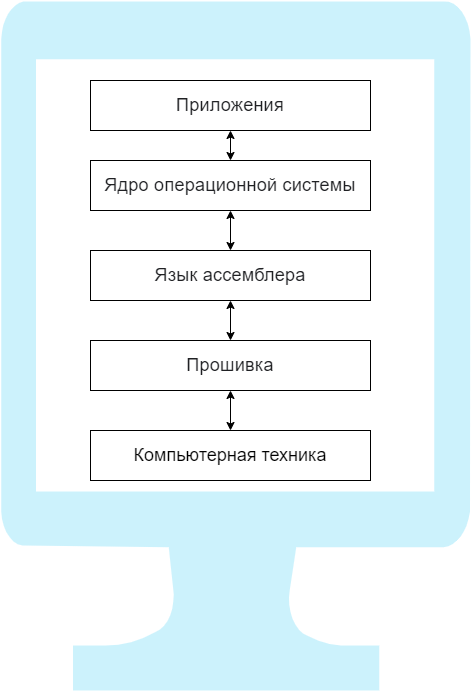 Приложения
Ядро операционной системы
Язык ассемблера
Прошивка
Компьютерная техника